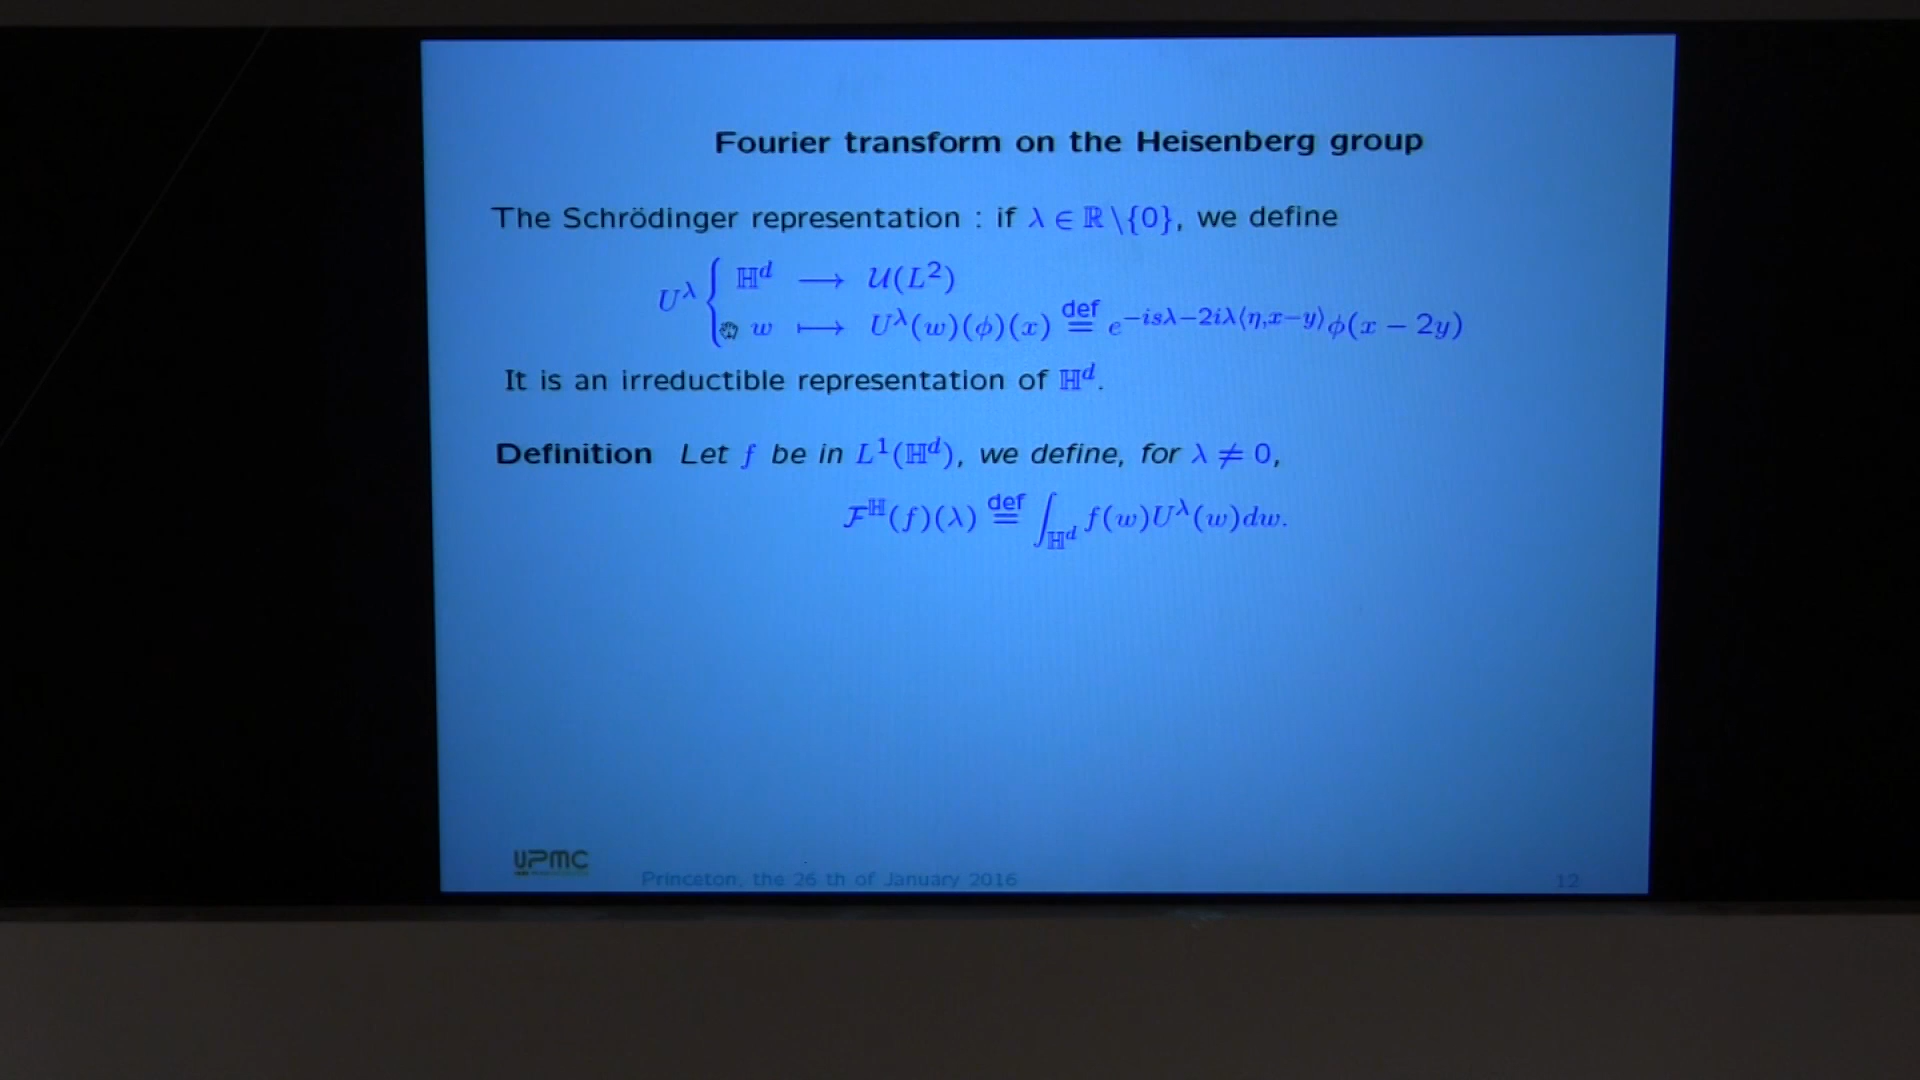 Fourier transform on the Heisenberg group
The Schrödinger representation : if λ ∈ ℝ\{0}, we define
U^λ { ℍ^d ⟶ 𝒰(L²)
w ⟼ U^λ(w)(ϕ)(x) def= e^{−isλ−2iλ⟨η,x−y⟩}ϕ(x − 2y)
It is an irreductible representation of ℍ^d.
Definition Let f be in L¹(ℍ^d), we define, for λ ≠ 0,
ℱ^ℍ(f)(λ) def= ∫_{ℍ^d} f(w)U^λ(w)dw.
UPMC
Princeton, the 26 th of January 2016
12